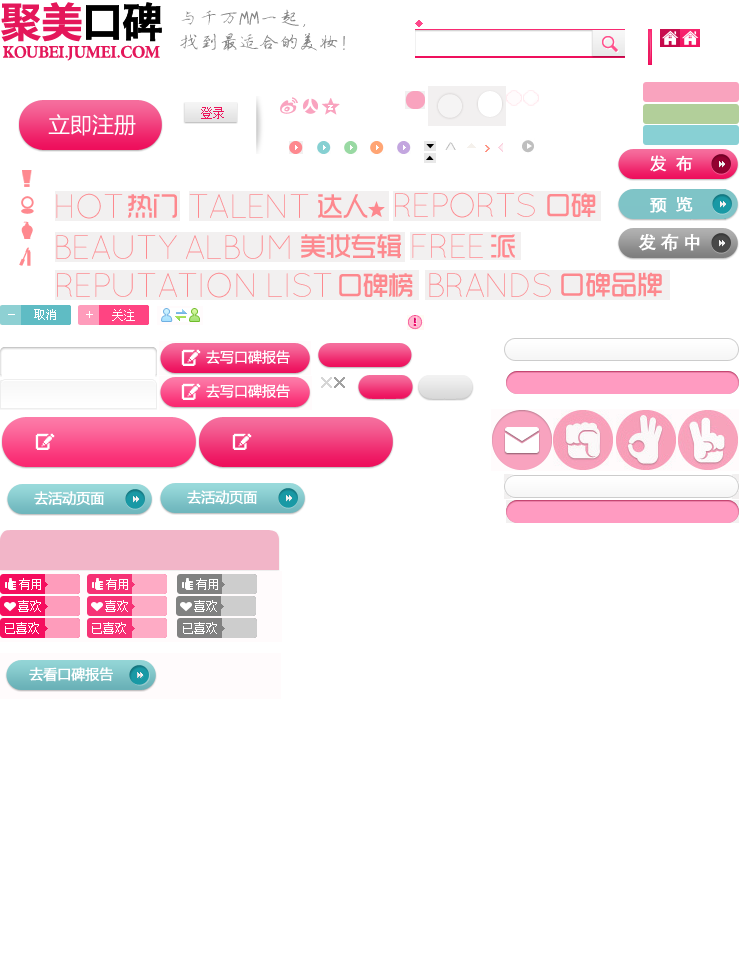 聚美口碑
KOUBEI.JUMEI.COM
与千万MM一起,
找到最适合的美妆!
立即注册
登录
发布
预览
发布中
HOT热门
TALENT 达人
REPORTS 口碑
BEAUTY ALBUM 美妆专辑
FREE 派
REPUTATION LIST 口碑榜
BRANDS 口碑品牌
取消
关注
去写口碑报告
去写口碑报告
去活动页面
去活动页面
有用
有用
有用
喜欢
喜欢
喜欢
已喜欢
已喜欢
已喜欢
去看口碑报告